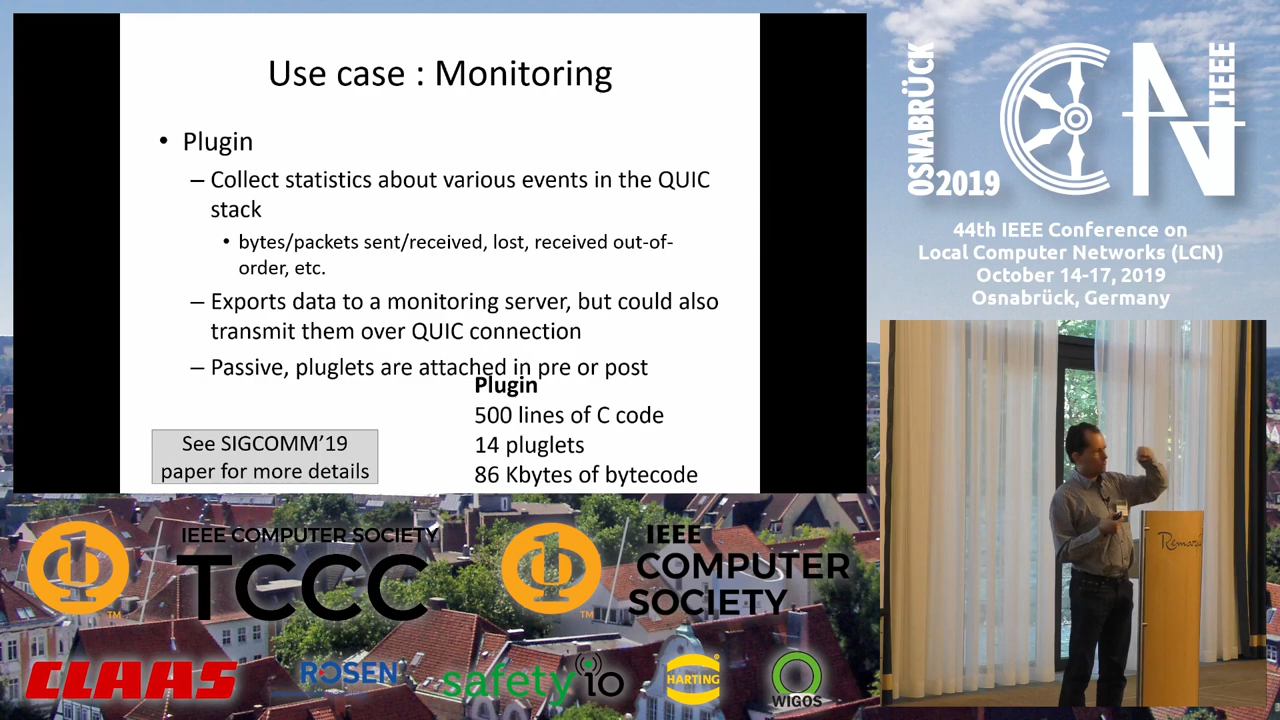 Use case : Monitoring
• Plugin
– Collect statistics about various events in the QUIC
stack
• bytes/packets sent/received, lost, received out-of-
order, etc.
– Exports data to a monitoring server, but could also
transmit them over QUIC connection
– Passive, pluglets are attached in pre or post
Plugin
500 lines of C code
14 pluglets
86 Kbytes of bytecode
See SIGCOMM'19
paper for more details
OSNABRÜCK
2019
LCN
IEEE
44th IEEE Conference on
Local Computer Networks (LCN)
October 14-17, 2019
Osnabrück, Germany
IEEE COMPUTER SOCIETY
TCCC
TM
IEEE
COMPUTER
SOCIETY
TM
CLAAS
ROSEN
safety io
HARTING
WIGOS